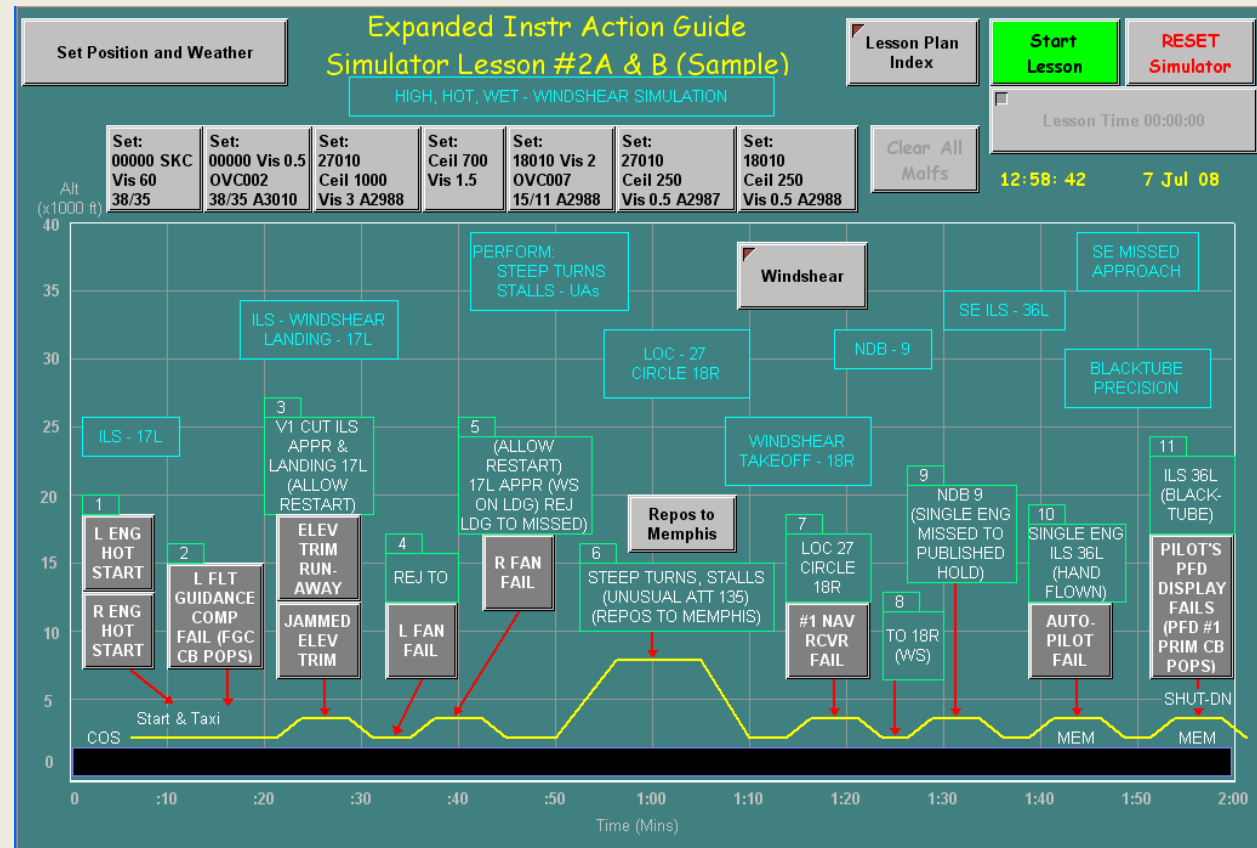 Set Position and Weather
Expanded Instr Action Guide
Simulator Lesson #2A & B (Sample)
Lesson Plan
Index
Start
Lesson
RESET
Simulator
HIGH, HOT, WET - WINDSHEAR SIMULATION
Lesson Time 00:00:00
Set:
00000 SKC
Vis 60
38/35
Set:
00000 Vis 0.5
OVC002
38/35 A3010
Set:
27010
Ceil 1000
Vis 3 A2988
Set:
Ceil 700
Vis 1.5
Set:
18010 Vis 2
OVC007
15/11 A2988
Set:
27010
Ceil 250
Vis 0.5 A2987
Set:
18010
Ceil 250
Vis 0.5 A2988
Clear All
Malfs
12:58: 42
7 Jul 08
Alt
(x1000 ft)
40
35
30
25
20
15
10
5
0
PERFORM:
STEEP TURNS
STALLS - UAs
Windshear
SE MISSED
APPROACH
ILS - WINDSHEAR
LANDING - 17L
SE ILS - 36L
LOC - 27
CIRCLE 18R
NDB - 9
BLACKTUBE
PRECISION
ILS - 17L
WINDSHEAR
TAKEOFF - 18R
1
L ENG
HOT
START
R ENG
HOT
START
2
L FLT
GUIDANCE
COMP
FAIL (FGC
CB POPS)
3
V1 CUT ILS
APPR &
LANDING 17L
(ALLOW
RESTART)
ELEV
TRIM
RUN-
AWAY
JAMMED
ELEV
TRIM
4
REJ TO
L FAN
FAIL
5
(ALLOW
RESTART)
17L APPR (WS
ON LDG) REJ
LDG TO MISSED)
R FAN
FAIL
Repos to
Memphis
6
STEEP TURNS, STALLS
(UNUSUAL ATT 135)
(REPOS TO MEMPHIS)
7
LOC 27
CIRCLE
18R
#1 NAV
RCVR
FAIL
8
TO 18R
(WS)
9
NDB 9
(SINGLE ENG
MISSED TO
PUBLISHED
HOLD)
10
SINGLE ENG
ILS 36L
(HAND
FLOWN)
AUTO-
PILOT
FAIL
11
ILS 36L
(BLACK-
TUBE)
PILOT'S
PFD
DISPLAY
FAILS
(PFD #1
PRIM CB
POPS)
SHUT-DN
Start & Taxi
COS
MEM
MEM
0
:10
:20
:30
:40
:50
1:00
1:10
1:20
1:30
1:40
1:50
2:00
Time (Mins)